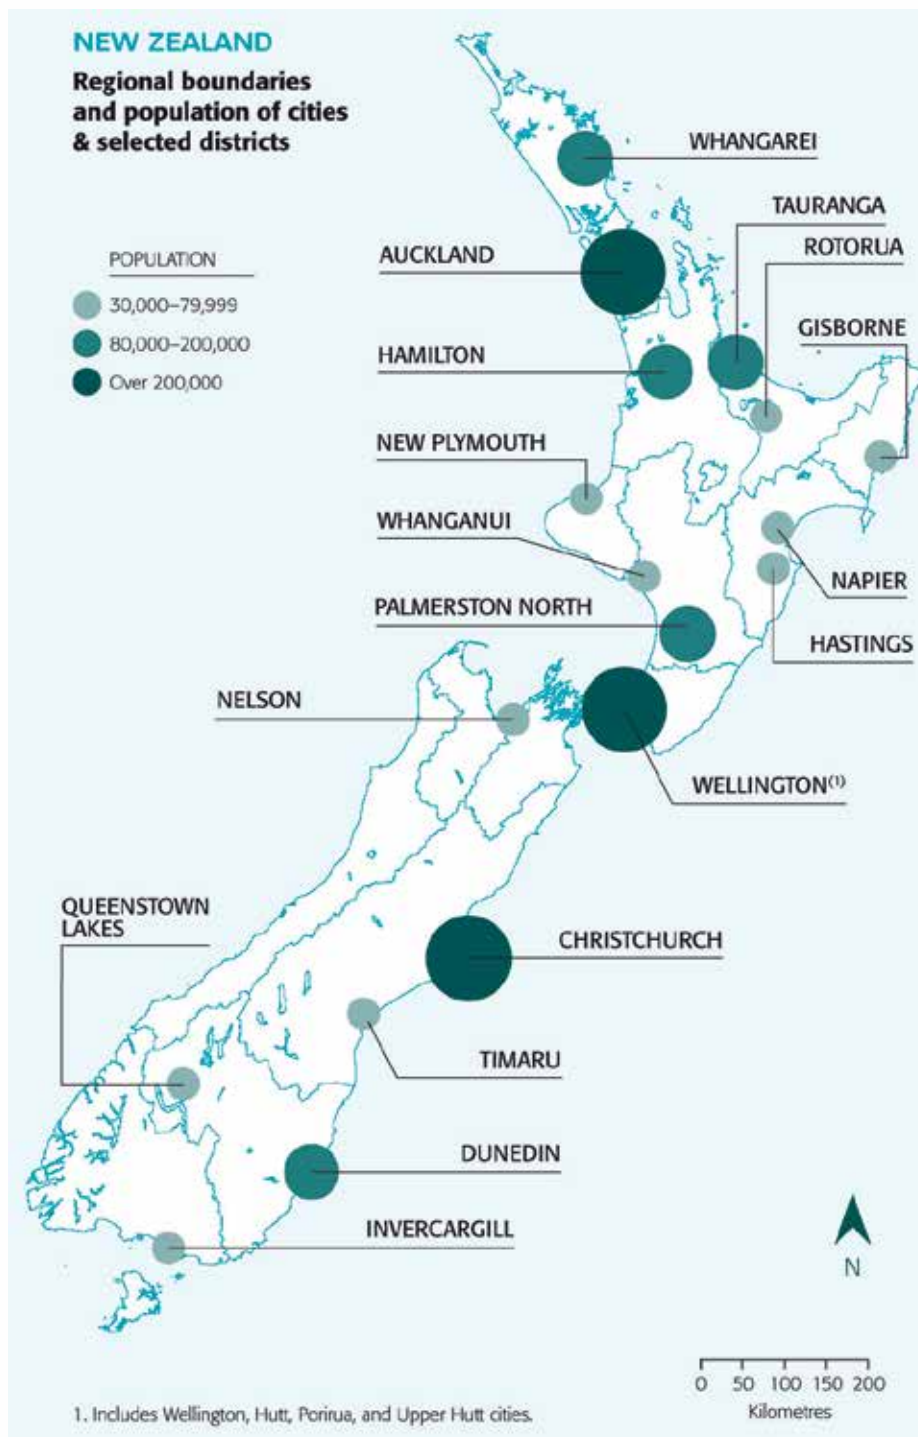 NEW ZEALAND
Regional boundaries
and population of cities
& selected districts
POPULATION
30,000–79,999
80,000–200,000
Over 200,000
WHANGAREI
TAURANGA
ROTORUA
AUCKLAND
GISBORNE
HAMILTON
NEW PLYMOUTH
WHANGANUI
NAPIER
PALMERSTON NORTH
HASTINGS
NELSON
WELLINGTON(1)
QUEENSTOWN
LAKES
CHRISTCHURCH
TIMARU
DUNEDIN
INVERCARGILL
N
0 50 100 150 200
Kilometres
1. Includes Wellington, Hutt, Porirua, and Upper Hutt cities.